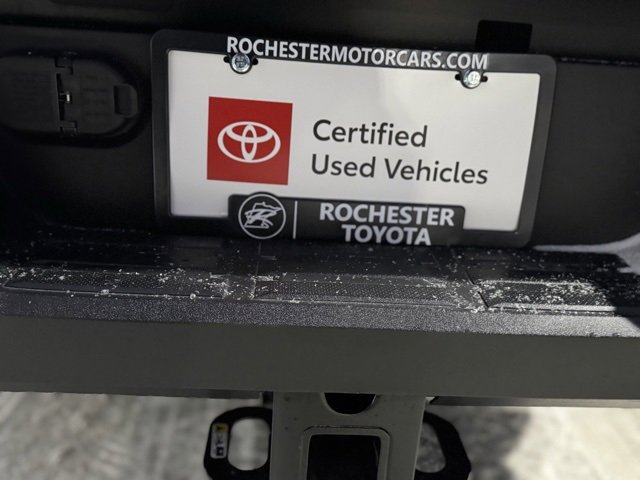 ROCHESTERMOTORCARS.COM
Certified
Used Vehicles
ROCHESTER
TOYOTA